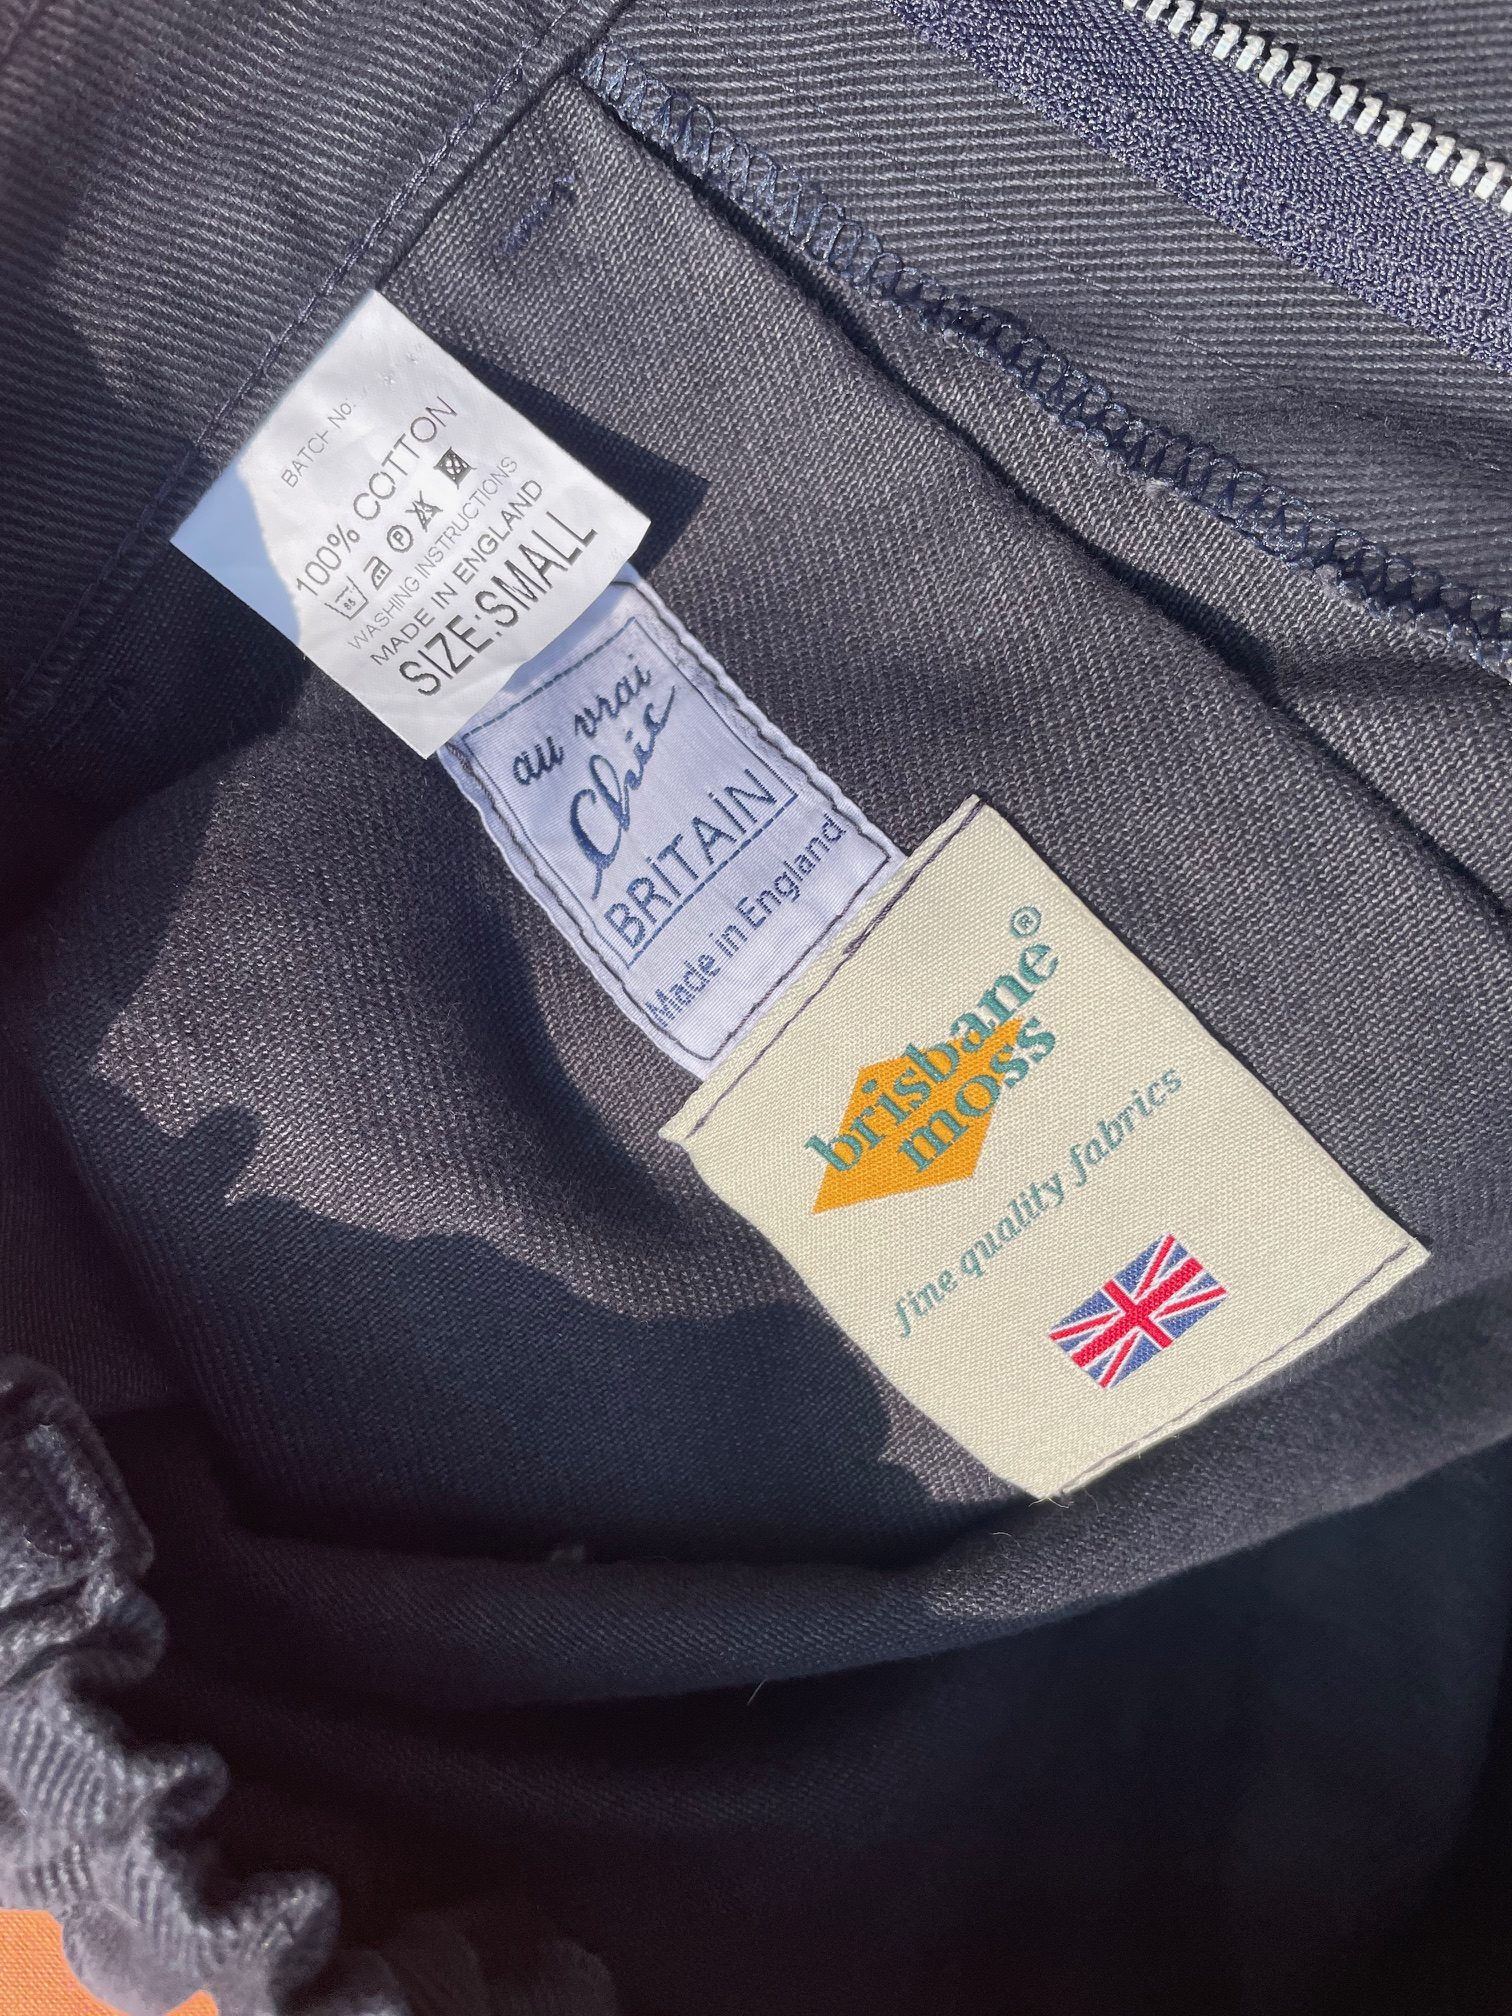 BATCH No.
100% COTTON
WASHING INSTRUCTIONS
MADE IN ENGLAND
SIZE:SMALL
au vrai
Chic
BRITAIN
Made in England
brisbane®
moss
fine quality fabrics